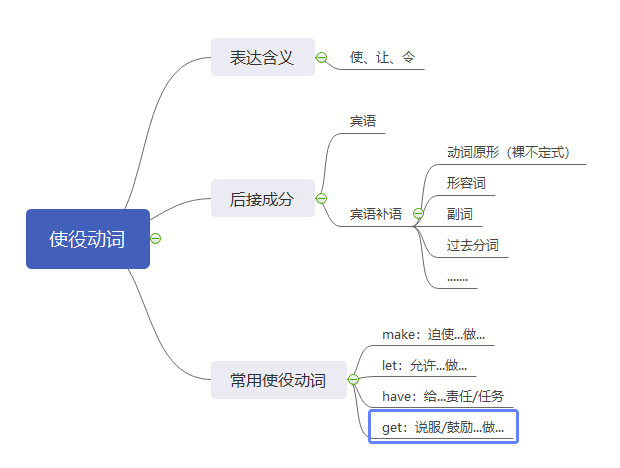 使役动词
表达含义
使、让、令
后接成分
宾语
宾语补语
动词原形（裸不定式）
形容词
副词
过去分词
.......
常用使役动词
make：迫使...做...
let：允许...做...
have：给...责任/任务
get：说服/鼓励...做...